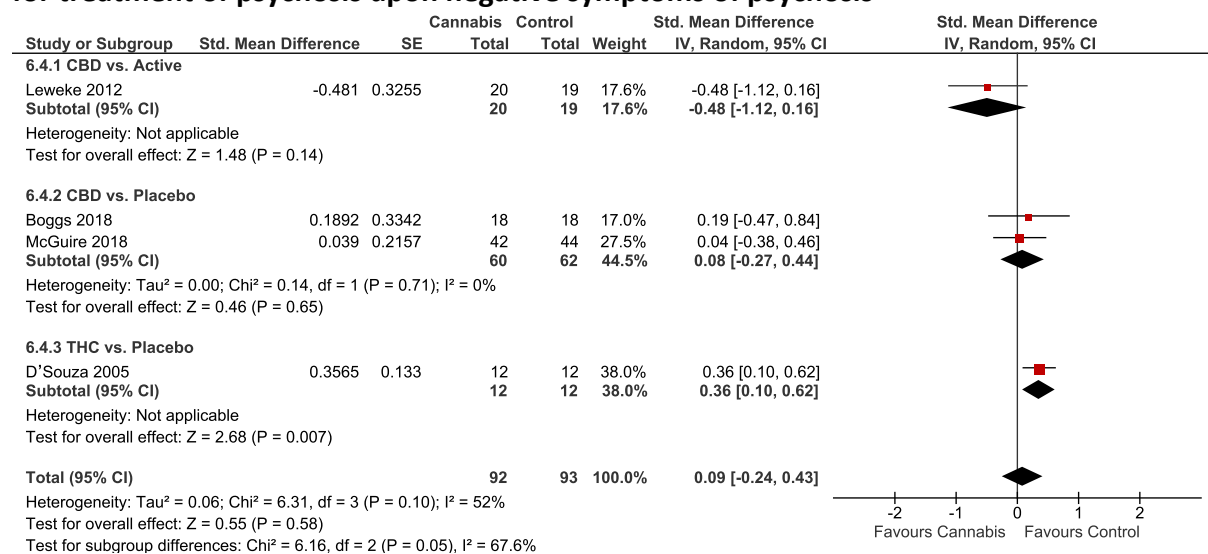 for treatment of psychosis upon negative symptoms of psychosis
Cannabis Control Std. Mean Difference Std. Mean Difference
Study or Subgroup Std. Mean Difference SE Total Total Weight IV, Random, 95% CI IV, Random, 95% CI
6.4.1 CBD vs. Active
Leweke 2012 -0.481 0.3255 20 19 17.6% -0.48 [-1.12, 0.16]
Subtotal (95% CI) 20 19 17.6% -0.48 [-1.12, 0.16]
Heterogeneity: Not applicable
Test for overall effect: Z = 1.48 (P = 0.14)
6.4.2 CBD vs. Placebo
Boggs 2018 0.1892 0.3342 18 18 17.0% 0.19 [-0.47, 0.84]
McGuire 2018 0.039 0.2157 42 44 27.5% 0.04 [-0.38, 0.46]
Subtotal (95% CI) 60 62 44.5% 0.08 [-0.27, 0.44]
Heterogeneity: Tau² = 0.00; Chi² = 0.14, df = 1 (P = 0.71); I² = 0%
Test for overall effect: Z = 0.46 (P = 0.65)
6.4.3 THC vs. Placebo
D'Souza 2005 0.3565 0.133 12 12 38.0% 0.36 [0.10, 0.62]
Subtotal (95% CI) 12 12 38.0% 0.36 [0.10, 0.62]
Heterogeneity: Not applicable
Test for overall effect: Z = 2.68 (P = 0.007)
Total (95% CI) 92 93 100.0% 0.09 [-0.24, 0.43]
Heterogeneity: Tau² = 0.06; Chi² = 6.31, df = 3 (P = 0.10); I² = 52%
Test for overall effect: Z = 0.55 (P = 0.58)
Test for subgroup differences: Chi² = 6.16, df = 2 (P = 0.05), I² = 67.6%
-2 -1 0 1 2
Favours Cannabis Favours Control